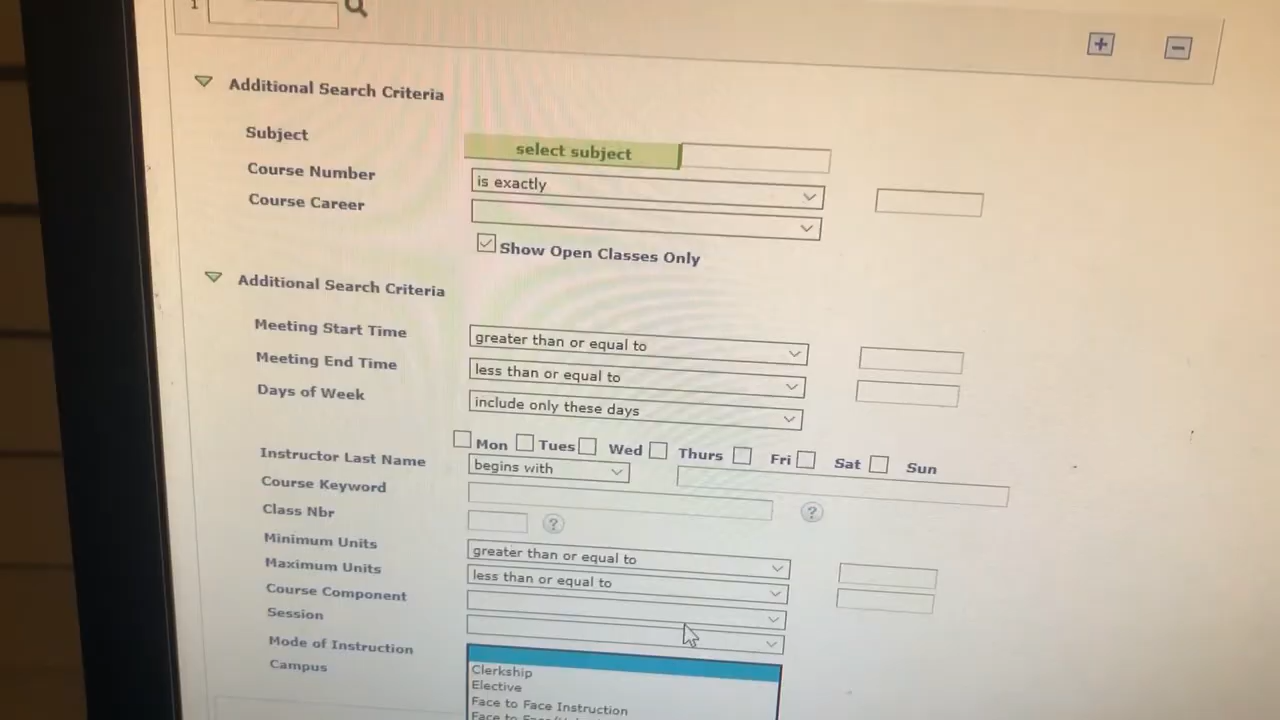 1
Additional Search Criteria
Subject select subject
Course Number is exactly
Course Career
Show Open Classes Only
Additional Search Criteria
Meeting Start Time greater than or equal to
Meeting End Time less than or equal to
Days of Week include only these days
Mon Tues Wed Thurs Fri Sat Sun
Instructor Last Name begins with
Course Keyword ?
Class Nbr ?
Minimum Units greater than or equal to
Maximum Units less than or equal to
Course Component
Session
Mode of Instruction
Campus Clerkship
Elective
Face to Face Instruction
Face to